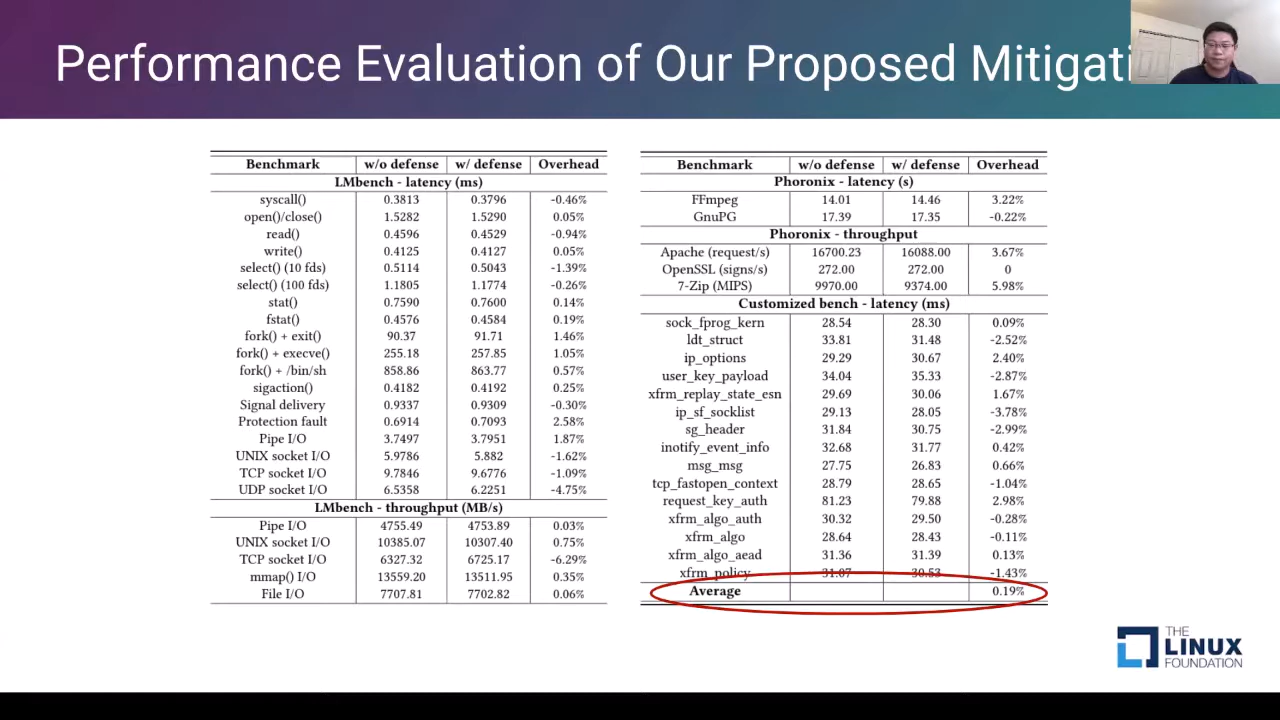 Performance Evaluation of Our Proposed Mitigati
Benchmark w/o defense w/ defense Overhead
LMbench - latency (ms)
syscall() 0.3813 0.3796 -0.46%
open()/close() 1.5282 1.5290 0.05%
read() 0.4596 0.4529 -0.94%
write() 0.4125 0.4127 0.05%
select() (10 fds) 0.5114 0.5043 -1.39%
select() (100 fds) 1.1805 1.1774 -0.26%
stat() 0.7590 0.7600 0.14%
fstat() 0.4576 0.4584 0.19%
fork() + exit() 90.37 91.71 1.46%
fork() + execve() 255.18 257.85 1.05%
fork() + /bin/sh 858.86 863.77 0.57%
sigaction() 0.4182 0.4192 0.25%
Signal delivery 0.9337 0.9309 -0.30%
Protection fault 0.6914 0.7093 2.58%
Pipe I/O 3.7497 3.7951 1.87%
UNIX socket I/O 5.9786 5.882 -1.62%
TCP socket I/O 9.7846 9.6776 -1.09%
UDP socket I/O 6.5358 6.2251 -4.75%
LMbench - throughput (MB/s)
Pipe I/O 4755.49 4753.89 0.03%
UNIX socket I/O 10385.07 10307.40 0.75%
TCP socket I/O 6327.32 6725.17 -6.29%
mmap() I/O 13559.20 13511.95 0.35%
File I/O 7707.81 7702.82 0.06%
Benchmark w/o defense w/ defense Overhead
Phoronix - latency (s)
FFmpeg 14.01 14.46 3.22%
GnuPG 17.39 17.35 -0.22%
Phoronix - throughput
Apache (request/s) 16700.23 16088.00 3.67%
OpenSSL (signs/s) 272.00 272.00 0
7-Zip (MIPS) 9970.00 9374.00 5.98%
Customized bench - latency (ms)
sock_fprog_kern 28.54 28.30 0.09%
ldt_struct 33.81 31.48 -2.52%
ip_options 29.29 30.67 2.40%
user_key_payload 34.04 35.33 -2.87%
xfrm_replay_state_esn 29.69 30.06 1.67%
ip_sf_socklist 29.13 28.05 -3.78%
sg_header 31.84 30.75 -2.99%
inotify_event_info 32.68 31.77 0.42%
msg_msg 27.75 26.83 0.66%
tcp_fastopen_context 28.79 28.65 -1.04%
request_key_auth 81.23 79.88 2.98%
xfrm_algo_auth 30.32 29.50 -0.28%
xfrm_algo 28.64 28.43 -0.11%
xfrm_algo_aead 31.36 31.39 0.13%
xfrm_policy 31.07 30.53 -1.43%
Average 0.19%
THE
LINUX
FOUNDATION